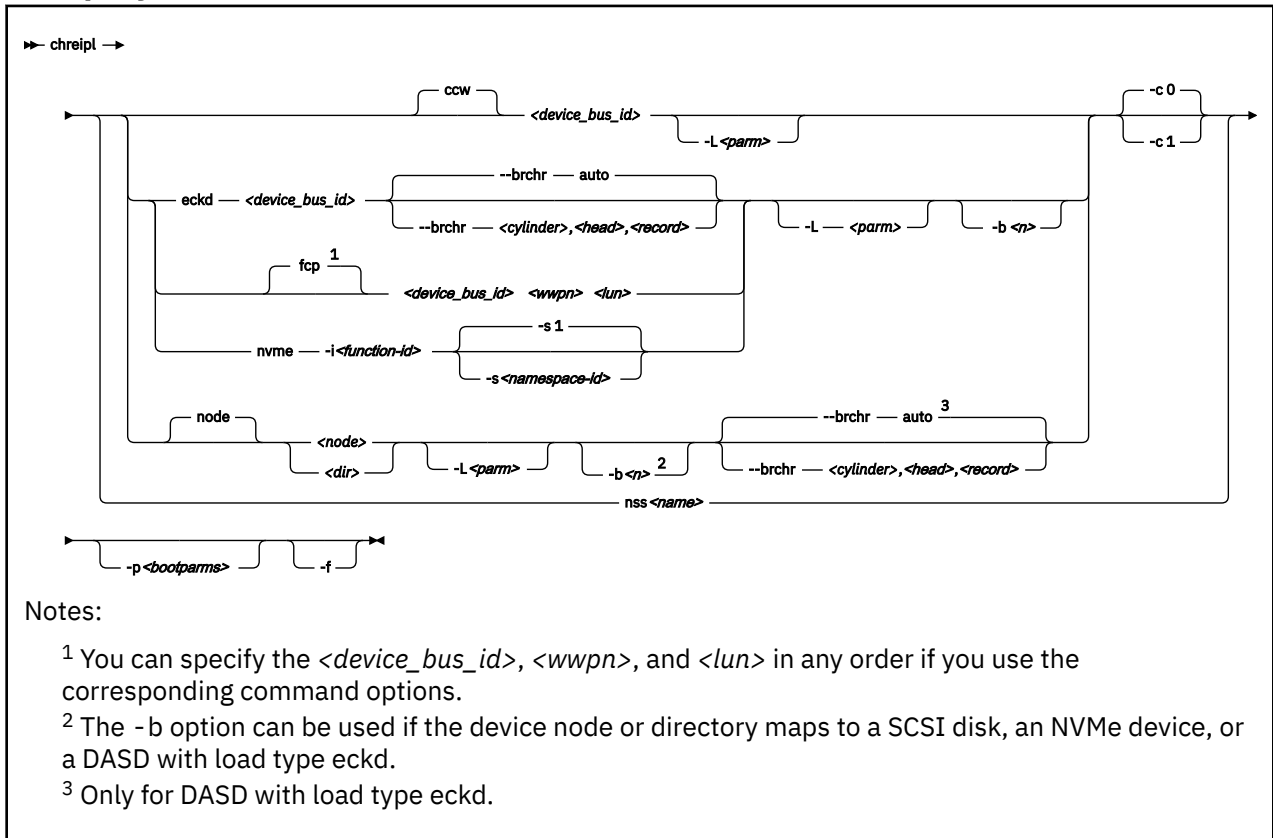 chreipl
ccw
-c 0
<device_bus_id>
-L <parm>
-c 1
--brchr auto
eckd <device_bus_id>
--brchr <cylinder>,<head>,<record>
-L <parm>
-b <n>
fcp 1
<device_bus_id> <wwpn> <lun>
-s 1
nvme -i <function-id>
-s <namespace-id>
node
--brchr auto 3
<node>
<dir>
-L <parm>
-b <n> 2
--brchr <cylinder>,<head>,<record>
nss <name>
-p <bootparms>
-f
Notes:
1 You can specify the <device_bus_id>, <wwpn>, and <lun> in any order if you use the
corresponding command options.
2 The -b option can be used if the device node or directory maps to a SCSI disk, an NVMe device, or
a DASD with load type eckd.
3 Only for DASD with load type eckd.